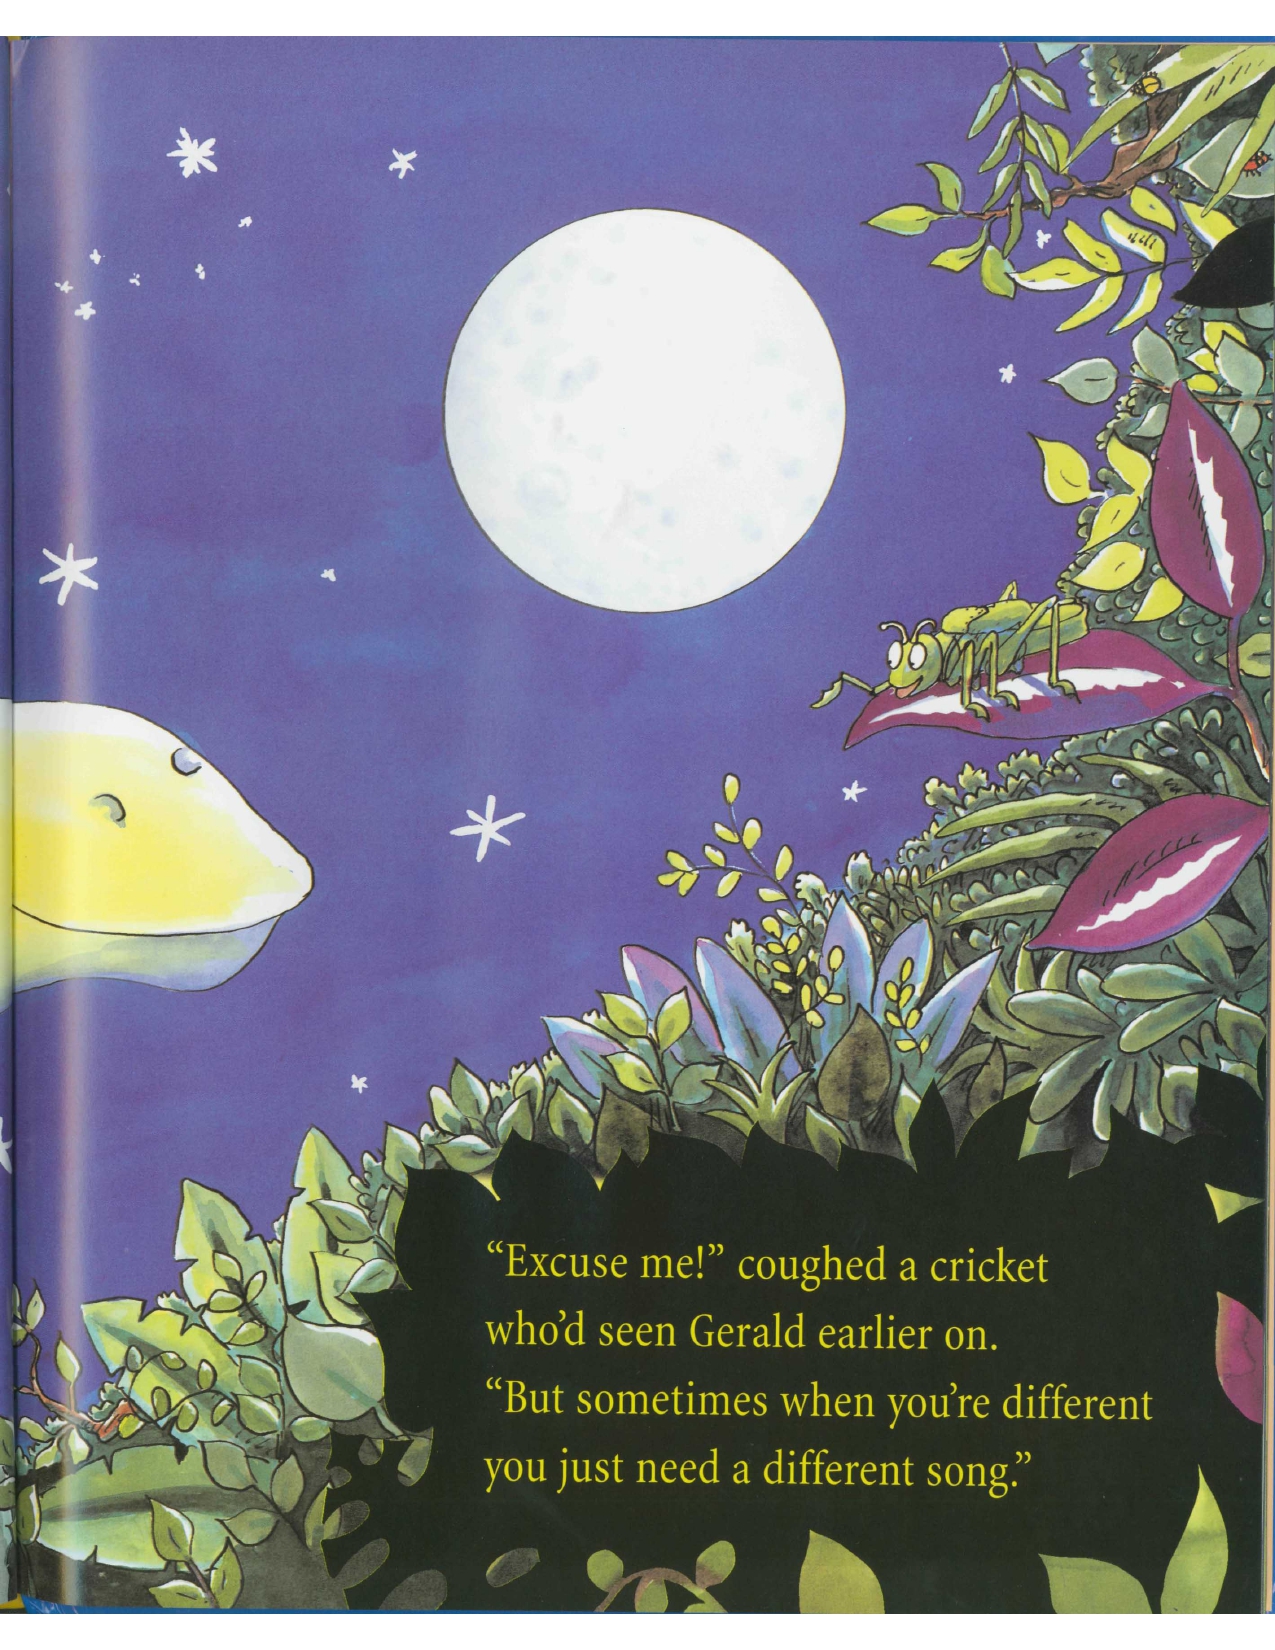 “Excuse me!” coughed a cricket
who’d seen Gerald earlier on.
“But sometimes when you’re different
you just need a different song.”